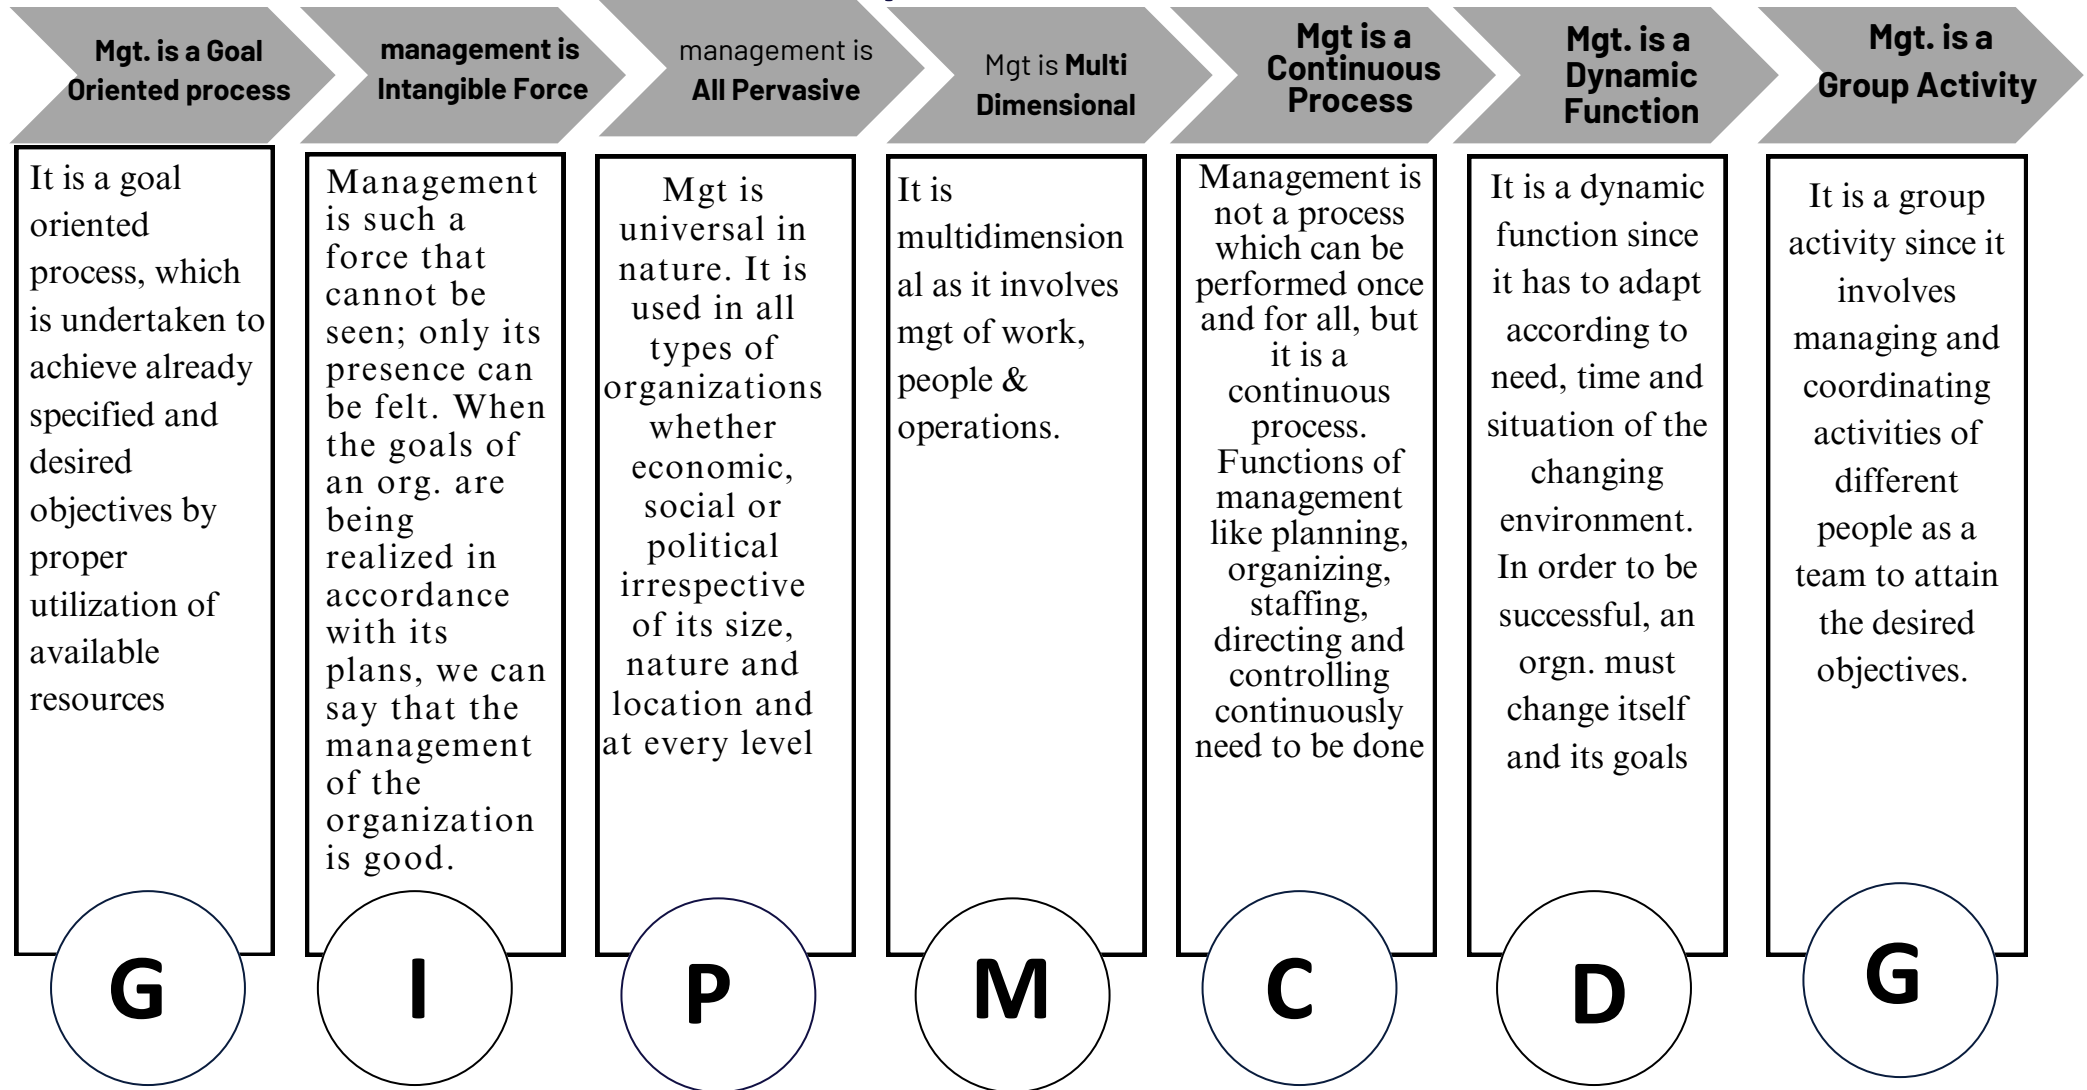 Mgt. is a Goal
Oriented process
It is a goal
oriented
process, which
is undertaken to
achieve already
specified and
desired
objectives by
proper
utilization of
available
resources
G
management is
Intangible Force
Management
is such a
force that
cannot be
seen; only its
presence can
be felt. When
the goals of
an org. are
being
realized in
accordance
with its
plans, we can
say that the
management
of the
organization
is good.
I
management is
All Pervasive
Mgt is
universal in
nature. It is
used in all
types of
organizations
whether
economic,
social or
political
irrespective
of its size,
nature and
location and
at every level
P
Mgt is Multi
Dimensional
It is
multidimension
al as it involves
mgt of work,
people &
operations.
M
Mgt is a
Continuous
Process
Management is
not a process
which can be
performed once
and for all, but
it is a
continuous
process.
Functions of
management
like planning,
organizing,
staffing,
directing and
controlling
continuously
need to be done
C
Mgt. is a
Dynamic
Function
It is a dynamic
function since
it has to adapt
according to
need, time and
situation of the
changing
environment.
In order to be
successful, an
orgn. must
change itself
and its goals
D
Mgt. is a
Group Activity
It is a group
activity since it
involves
managing and
coordinating
activities of
different
people as a
team to attain
the desired
objectives.
G